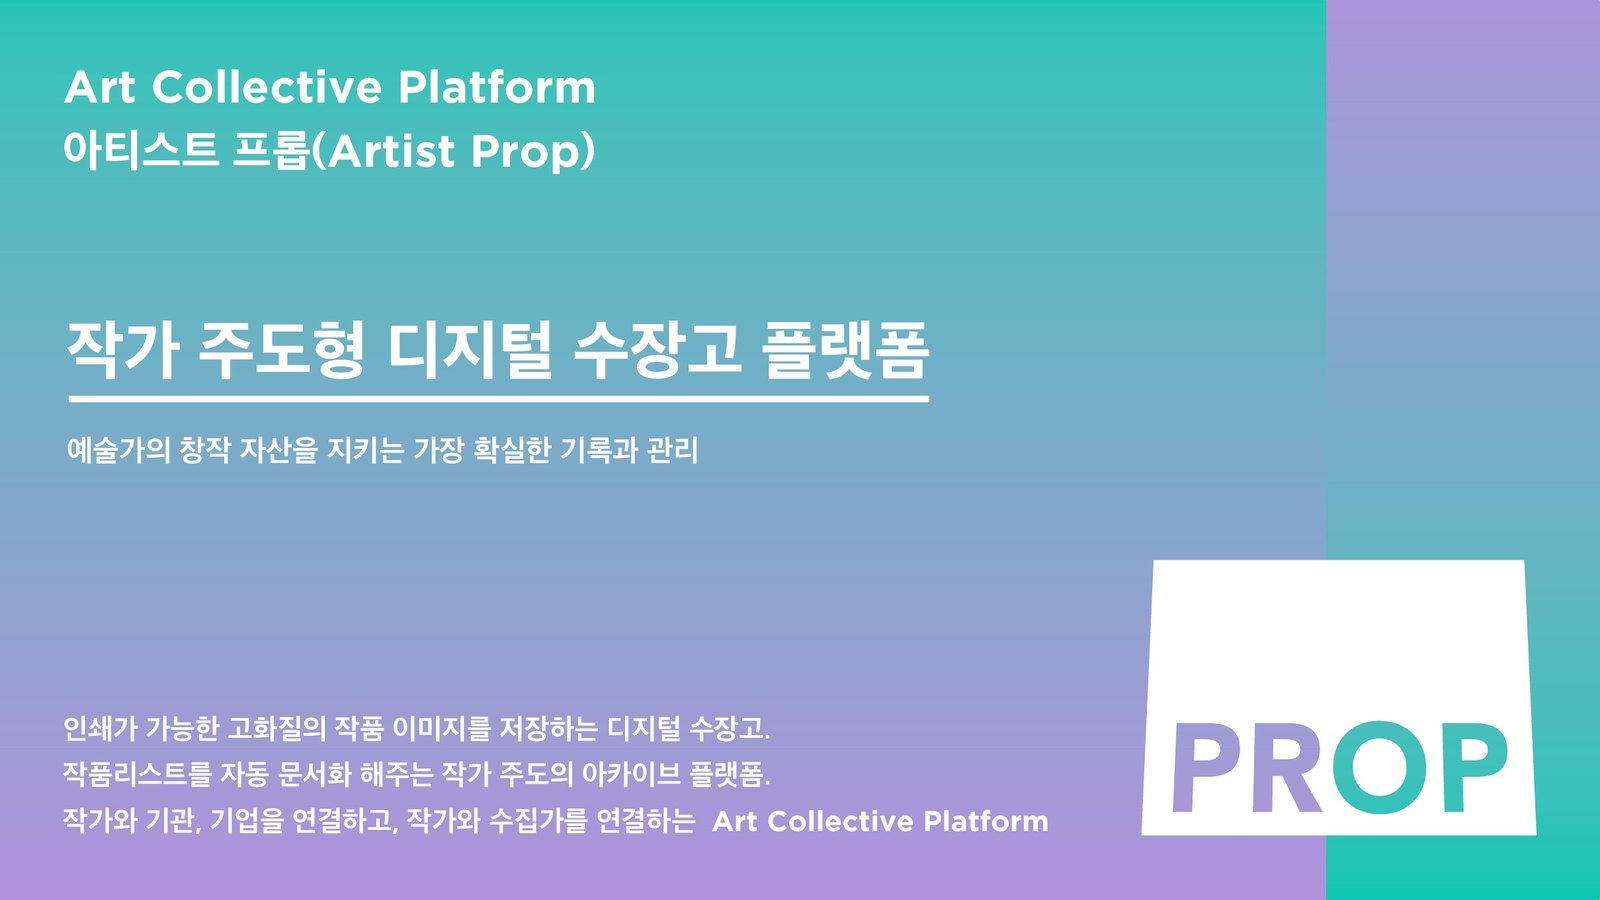 Art Collective Platform
아티스트 프롭(Artist Prop)
작가 주도형 디지털 수장고 플랫폼
예술가의 창작 자산을 지키는 가장 확실한 기록과 관리
인쇄가 가능한 고화질의 작품 이미지를 저장하는 디지털 수장고.
작품리스트를 자동 문서화 해주는 작가 주도의 아카이브 플랫폼.
작가와 기관, 기업을 연결하고, 작가와 수집가를 연결하는 Art Collective Platform
PROP